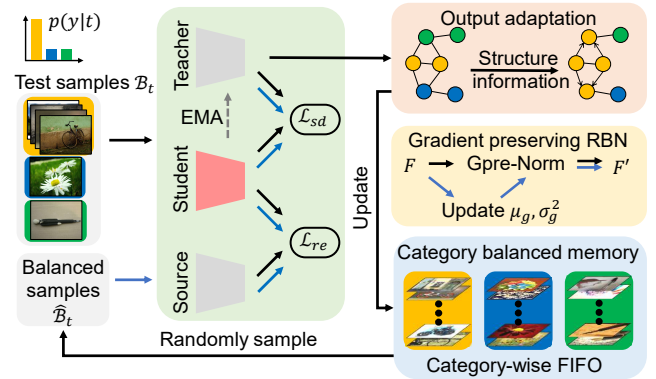 p(y|t)
Test samples 𝓑_t
Balanced
samples
𝓑̂_t
Teacher
EMA
Student
Source
ℒ_sd
ℒ_re
Randomly sample
Update
Output adaptation
Structure
information
Gradient preserving RBN
F Gpre-Norm F′
Update μ_g, σ_g^2
Category balanced memory
Category-wise FIFO